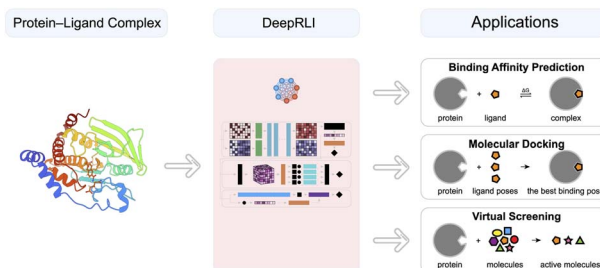 Protein–Ligand Complex
DeepRLI
Applications
Binding Affinity Prediction
ΔG
+
protein
ligand
complex
Molecular Docking
+
protein
ligand poses
the best binding pos
Virtual Screening
+
protein
molecules
active molecules